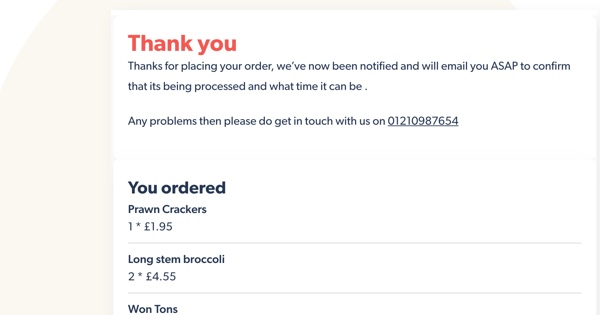 Thank you
Thanks for placing your order, we've now been notified and will email you ASAP to confirm
that its being processed and what time it can be .
Any problems then please do get in touch with us on 01210987654
You ordered
Prawn Crackers
1 * £1.95
Long stem broccoli
2 * £4.55
Won Tons